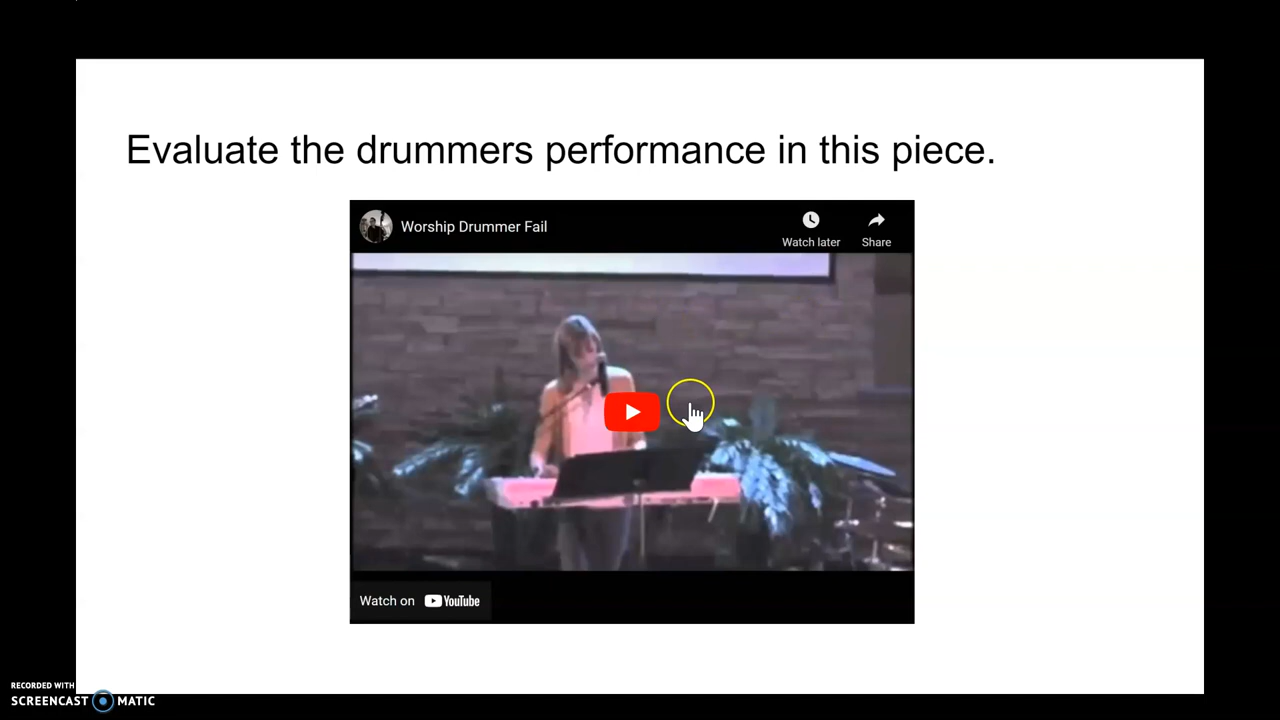 Evaluate the drummers performance in this piece.
Worship Drummer Fail
Watch later
Share
Watch on YouTube
RECORDED WITH
SCREENCAST MATIC